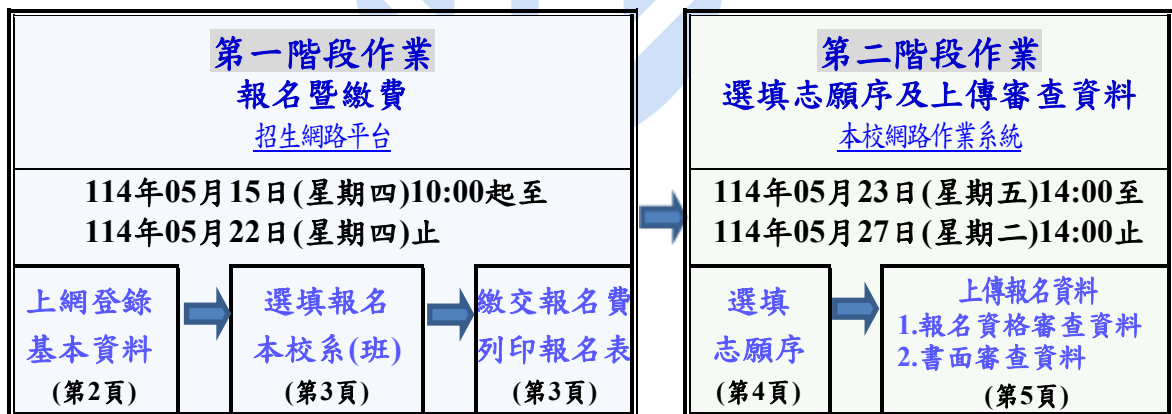 第一階段作業
報名暨繳費
招生網路平台
114年05月15日(星期四)10:00起至
114年05月22日(星期四)止
上網登錄
基本資料
(第2頁)
選填報名
本校系(班)
(第3頁)
繳交報名費
列印報名表
(第3頁)
第二階段作業
選填志願序及上傳審查資料
本校網路作業系統
114年05月23日(星期五)14:00至
114年05月27日(星期二)14:00止
選填
志願序
(第4頁)
上傳報名資料
1.報名資格審查資料
2.書面審查資料
(第5頁)